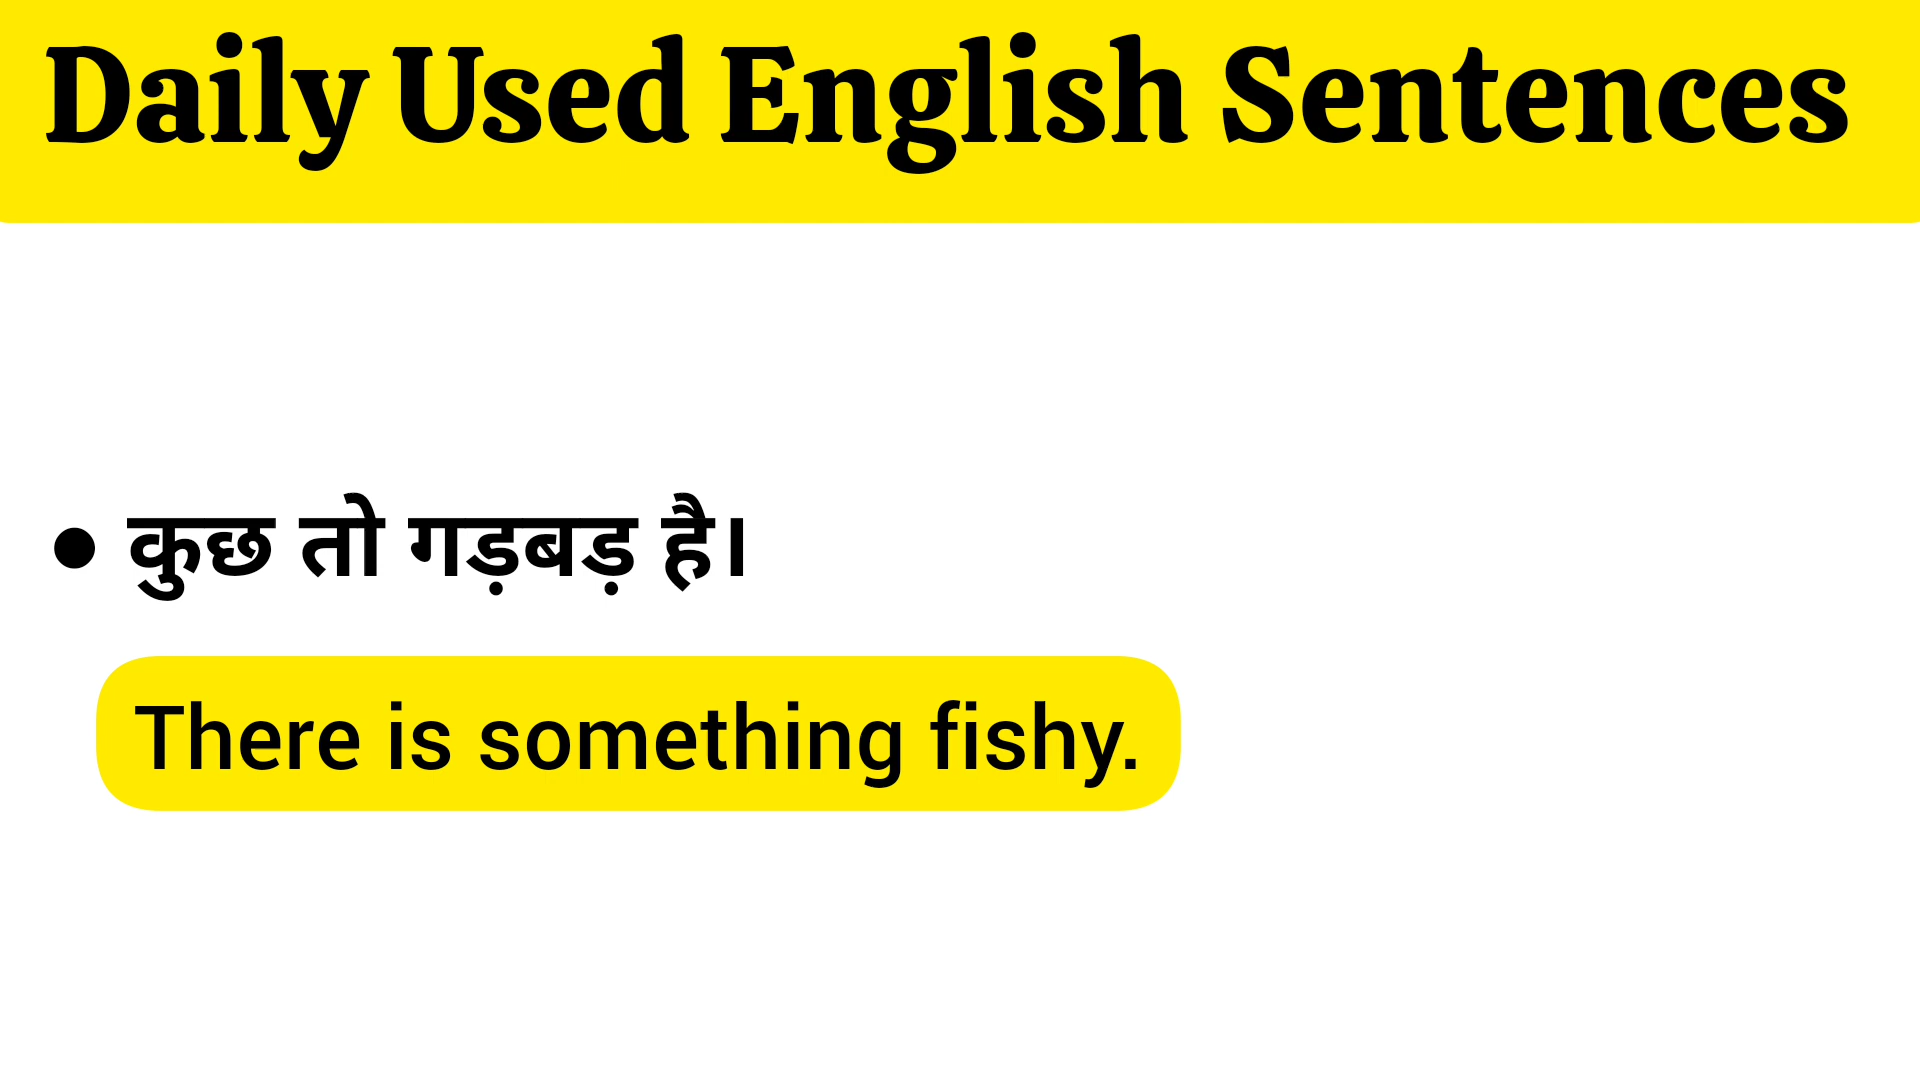 Daily Used English Sentences
• कुछ तो गड़बड़ है।
There is something fishy.